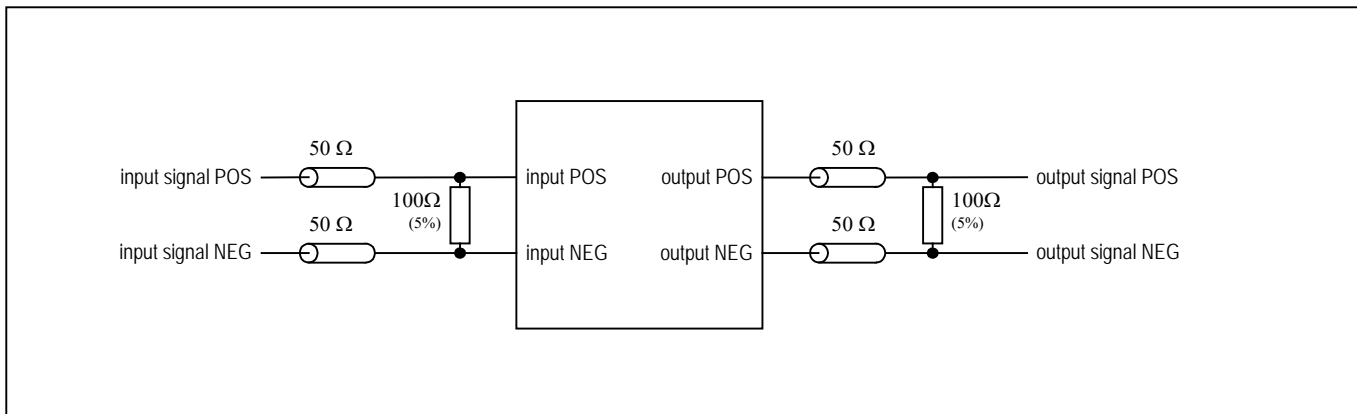 50 Ω
50 Ω
input signal POS
input POS
output POS
output signal POS
100Ω
(5%)
100Ω
(5%)
50 Ω
50 Ω
input signal NEG
input NEG
output NEG
output signal NEG